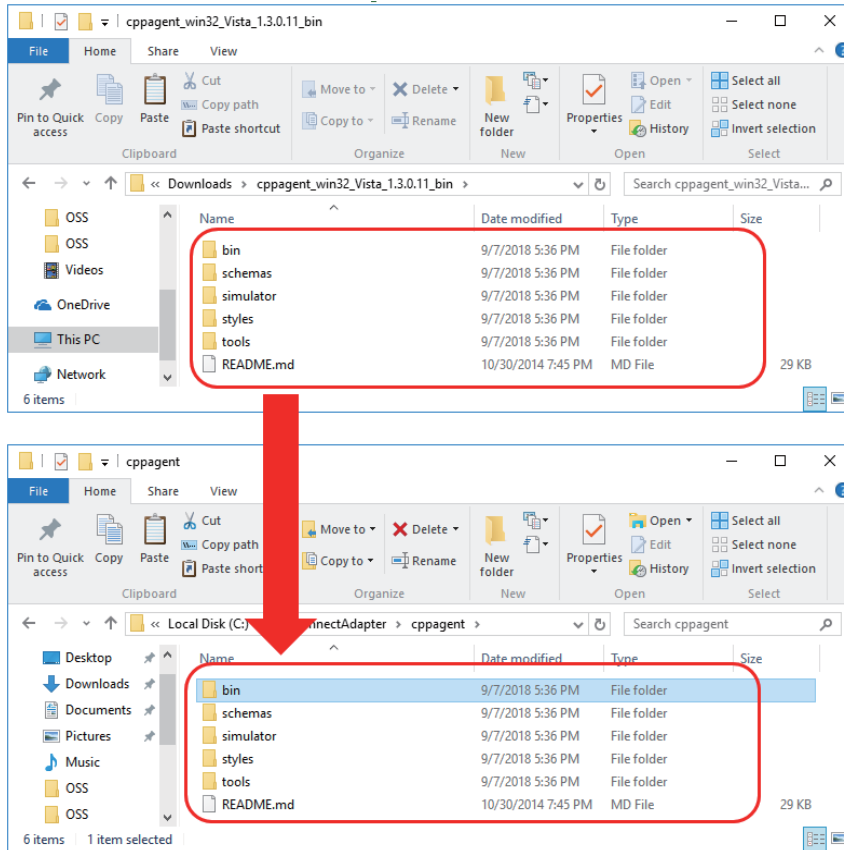 cppagent_win32_Vista_1.3.0.11_bin
File Home Share View
Pin to Quick access
Copy
Paste
Cut
Copy path
Paste shortcut
Clipboard
Move to
Copy to
Delete
Rename
Organize
New folder
New
Properties
Open
Edit
History
Open
Select all
Select none
Invert selection
Select
« Downloads > cppagent_win32_Vista_1.3.0.11_bin >
Search cppagent_win32_Vista...
OSS
OSS
Videos
OneDrive
This PC
Network
Name Date modified Type Size
bin 9/7/2018 5:36 PM File folder
schemas 9/7/2018 5:36 PM File folder
simulator 9/7/2018 5:36 PM File folder
styles 9/7/2018 5:36 PM File folder
tools 9/7/2018 5:36 PM File folder
README.md 10/30/2014 7:45 PM MD File 29 KB
6 items
cppagent
File Home Share View
Pin to Quick access
Copy
Paste
Cut
Copy path
Paste short
Clipboard
Move to
Copy to
Delete
Rename
Organize
New folder
New
Properties
Open
Edit
History
Open
Select all
Select none
Invert selection
Select
« Local Disk (C:) nnectAdapter > cppagent >
Search cppagent
Desktop
Downloads
Documents
Pictures
Music
OSS
OSS
Name Date modified Type Size
bin 9/7/2018 5:36 PM File folder
schemas 9/7/2018 5:36 PM File folder
simulator 9/7/2018 5:36 PM File folder
styles 9/7/2018 5:36 PM File folder
tools 9/7/2018 5:36 PM File folder
README.md 10/30/2014 7:45 PM MD File 29 KB
6 items 1 item selected